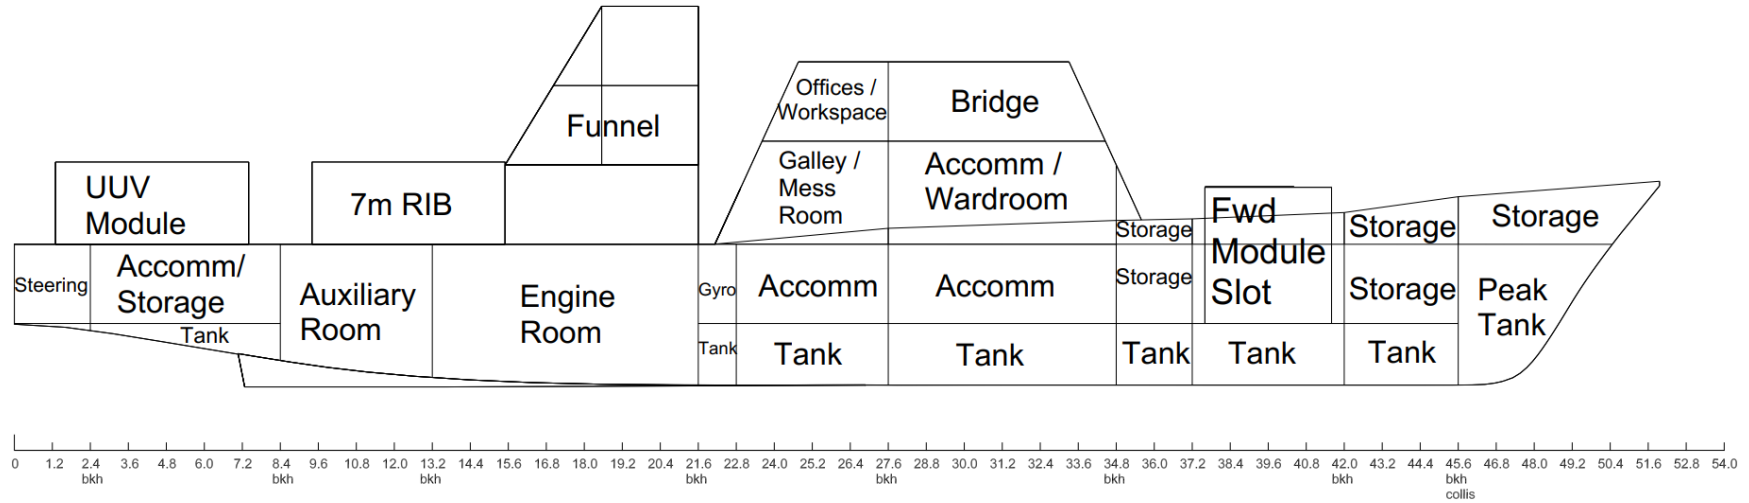 Offices /
Workspace
Bridge
Funnel
UUV
Module
7m RIB
Galley /
Mess
Room
Accomm /
Wardroom
Fwd
Module
Slot
Storage
Storage
Storage
Steering
Accomm/
Storage
Tank
Auxiliary
Room
Engine
Room
Gyro
Accomm
Accomm
Storage
Storage
Peak
Tank
Tank
Tank
Tank
Tank
Tank
Tank
0 1.2 2.4 3.6 4.8 6.0 7.2 8.4 9.6 10.8 12.0 13.2 14.4 15.6 16.8 18.0 19.2 20.4 21.6 22.8 24.0 25.2 26.4 27.6 28.8 30.0 31.2 32.4 33.6 34.8 36.0 37.2 38.4 39.6 40.8 42.0 43.2 44.4 45.6 46.8 48.0 49.2 50.4 51.6 52.8 54.0
bkh bkh bkh bkh bkh bkh bkh bkh
collis